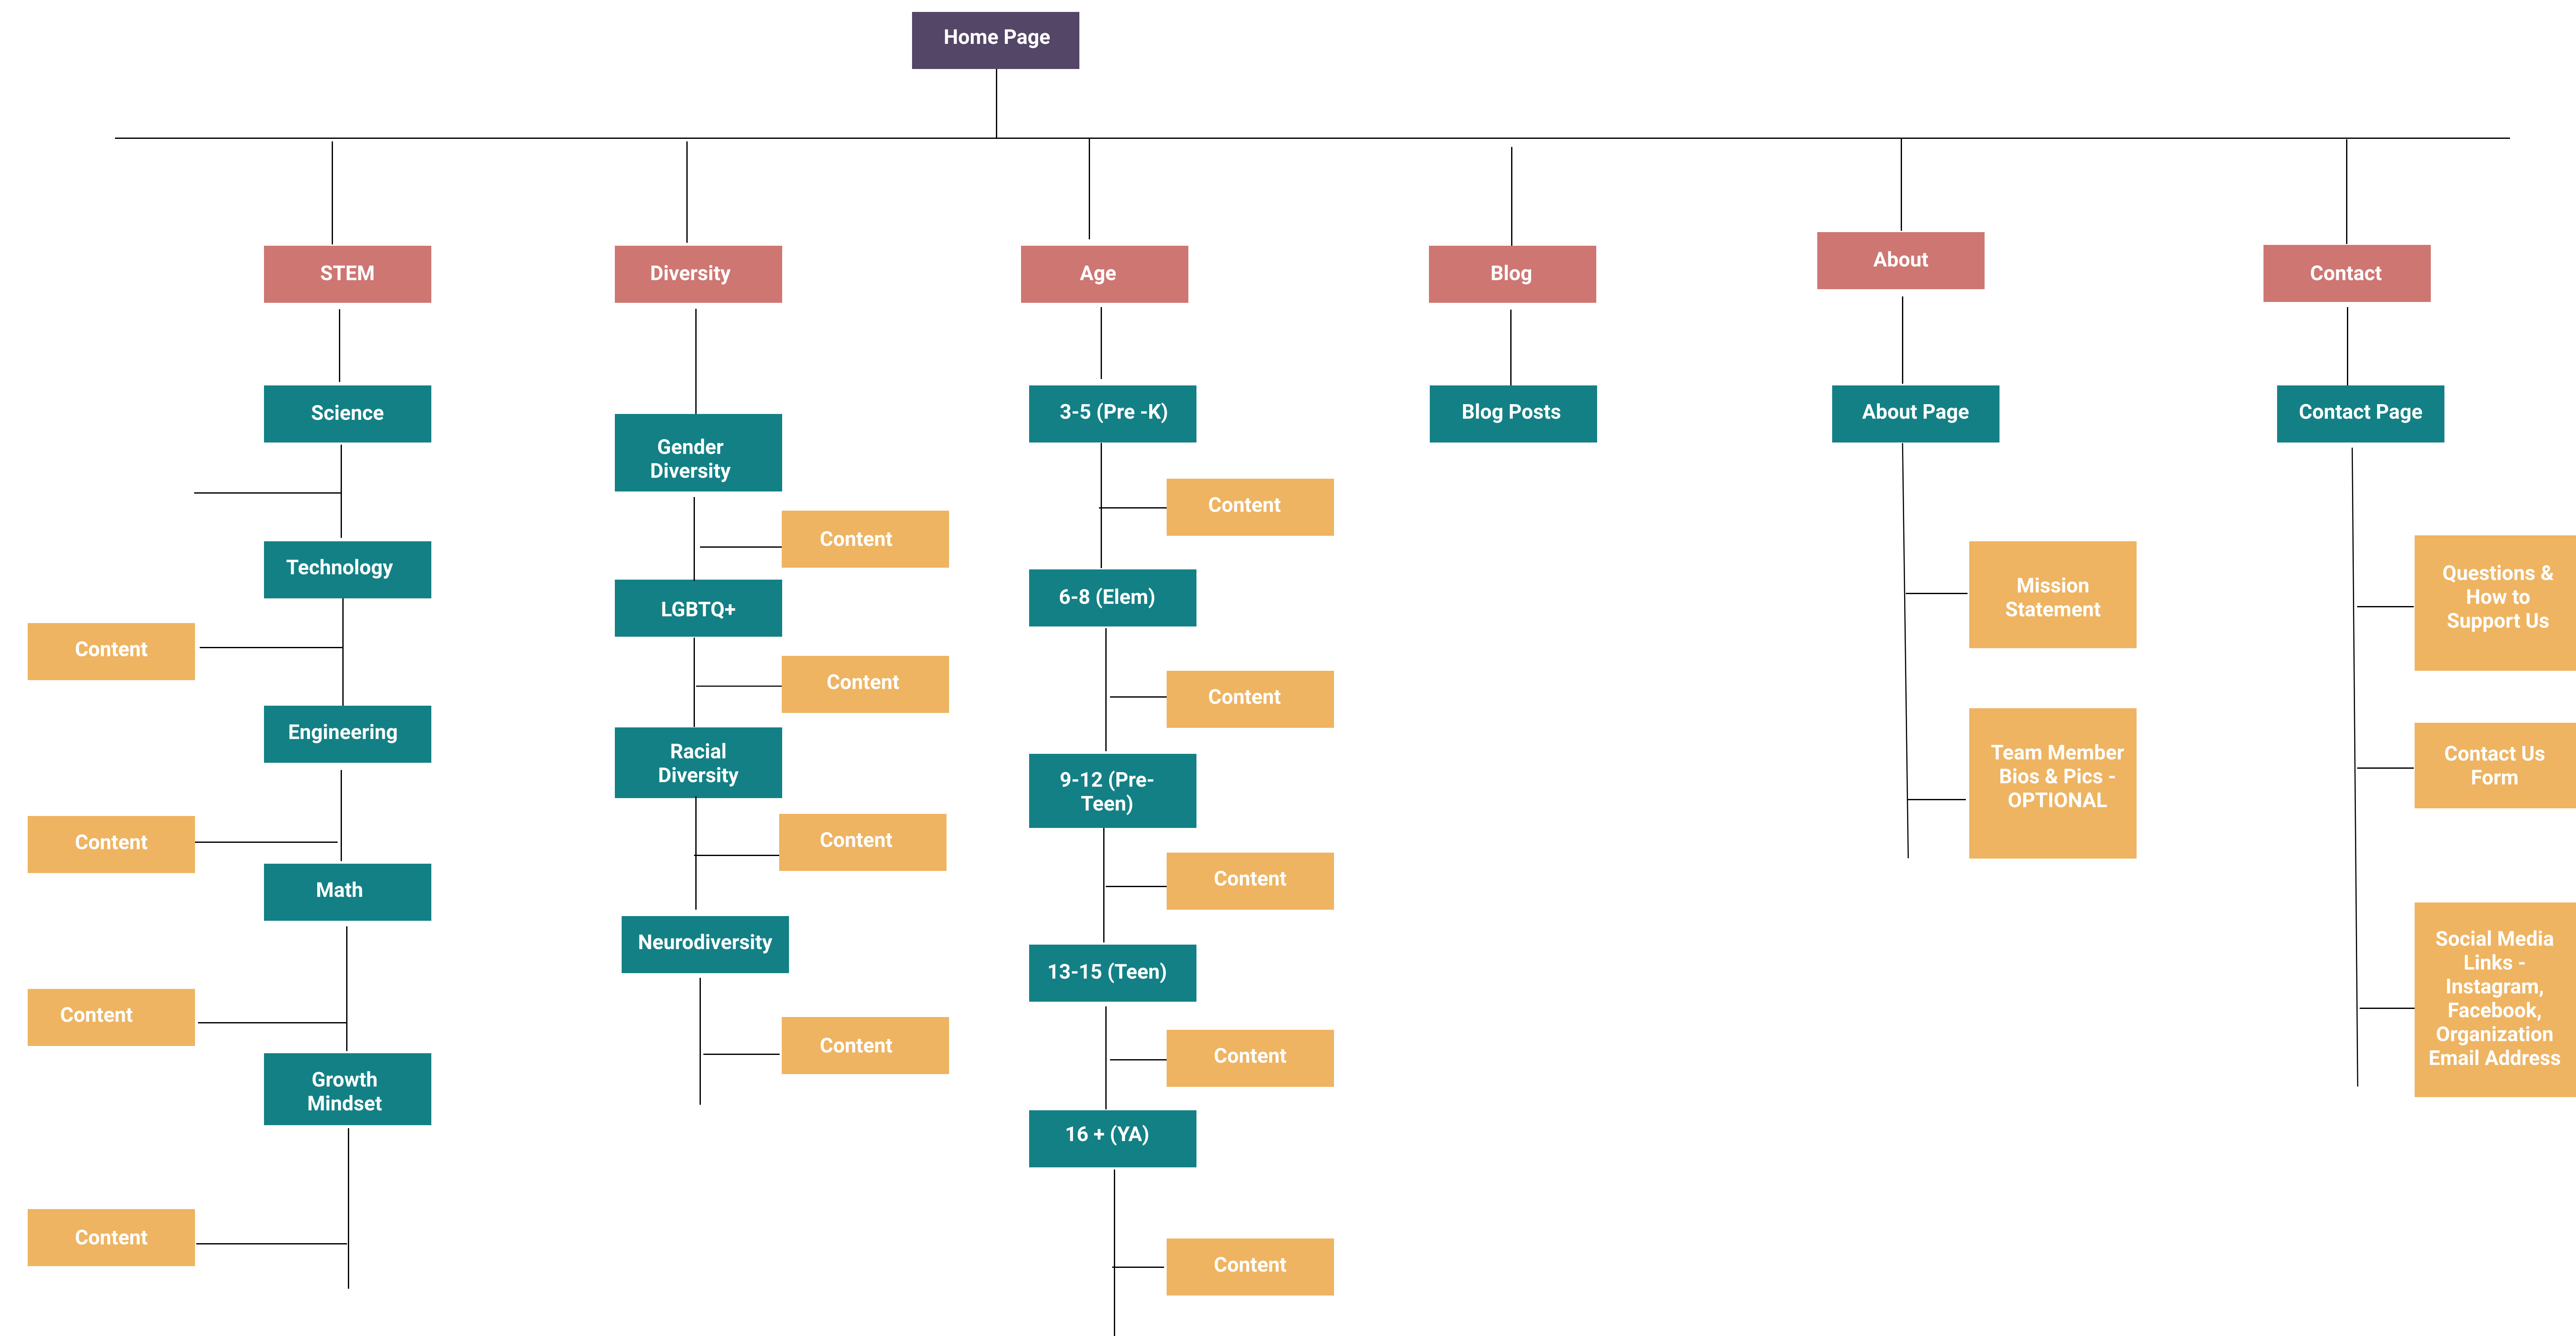 Home Page
STEM
Diversity
Age
Blog
About
Contact
Science
Technology
Content
Engineering
Content
Math
Content
Growth
Mindset
Content
Gender
Diversity
Content
LGBTQ+
Content
Racial
Diversity
Content
Neurodiversity
Content
3-5 (Pre -K)
Content
6-8 (Elem)
Content
9-12 (Pre-
Teen)
Content
13-15 (Teen)
Content
16 + (YA)
Content
Blog Posts
About Page
Mission
Statement
Team Member
Bios & Pics -
OPTIONAL
Contact Page
Questions &
How to
Support Us
Contact Us
Form
Social Media
Links -
Instagram,
Facebook,
Organization
Email Address